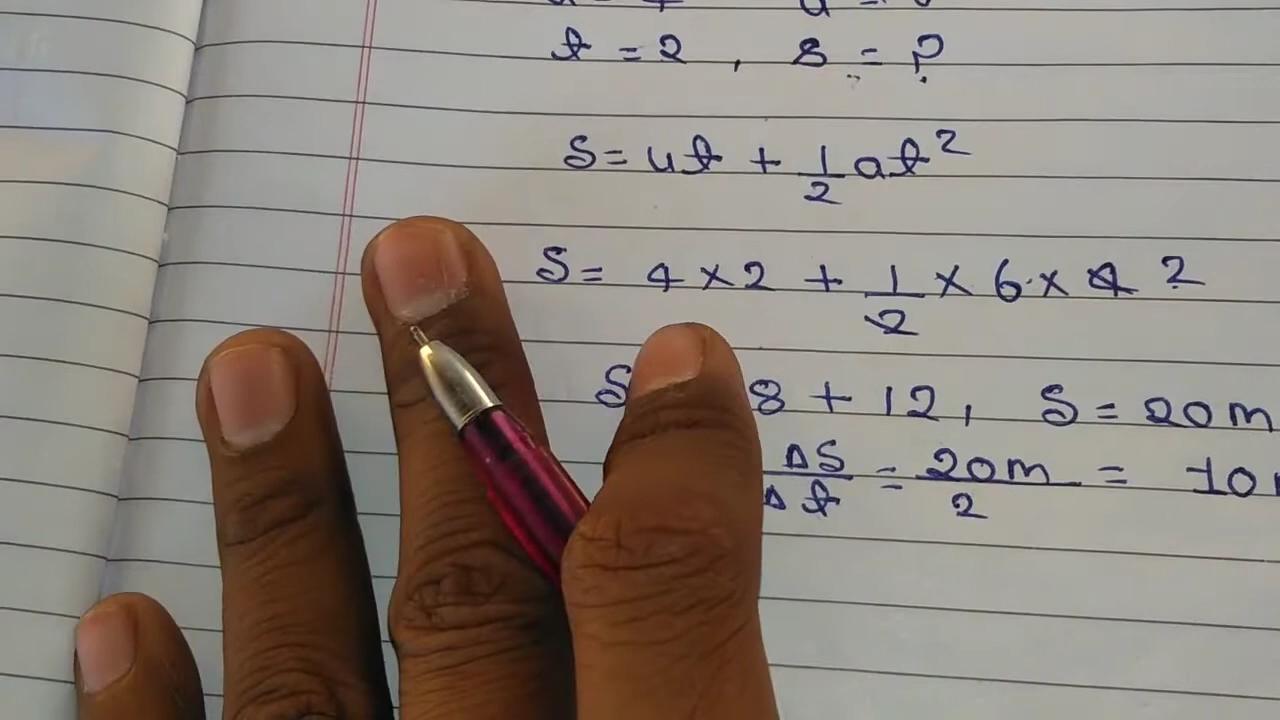 t = 2 , s = ?
S = ut + 1/2 at²
S = 4 × 2 + 1/2 × 6 × 4 2
S 8 + 12, S = 20m
ΔS/Δt = 20m/2 = 10